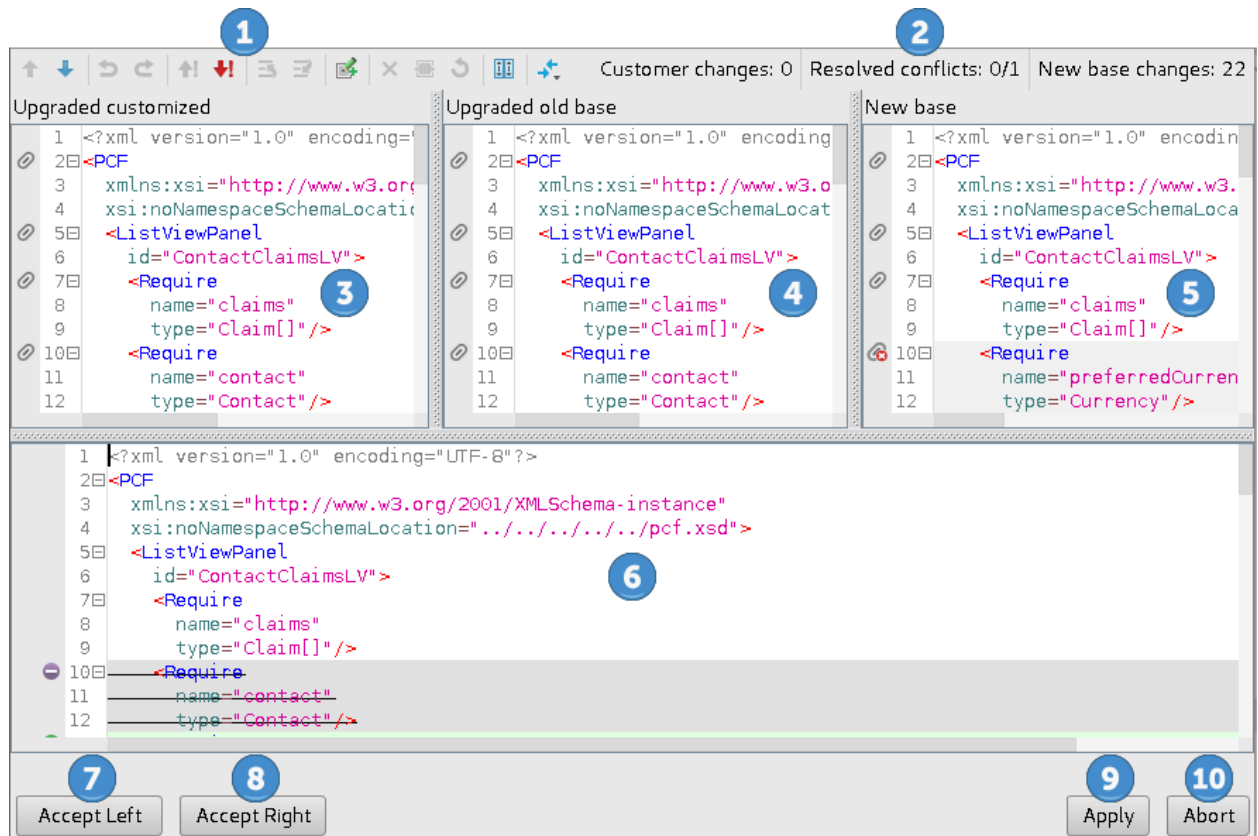 1
2
Customer changes: 0 Resolved conflicts: 0/1 New base changes: 22
Upgraded customized
1 <?xml version="1.0" encoding="
2 <PCF
3 xmlns:xsi="http://www.w3.org
4 xsi:noNamespaceSchemaLocatio
5 <ListViewPanel
6 id="ContactClaimsLV">
7 <Require
8 name="claims"
9 type="Claim[]"/>
10 <Require
11 name="contact"
12 type="Contact"/>
3
Upgraded old base
1 <?xml version="1.0" encoding
2 <PCF
3 xmlns:xsi="http://www.w3.o
4 xsi:noNamespaceSchemaLocat
5 <ListViewPanel
6 id="ContactClaimsLV">
7 <Require
8 name="claims"
9 type="Claim[]"/>
10 <Require
11 name="contact"
12 type="Contact"/>
4
New base
1 <?xml version="1.0" encodin
2 <PCF
3 xmlns:xsi="http://www.w3.
4 xsi:noNamespaceSchemaLoca
5 <ListViewPanel
6 id="ContactClaimsLV">
7 <Require
8 name="claims"
9 type="Claim[]"/>
10 <Require
11 name="preferredCurren
12 type="Currency"/>
5
1 <?xml version="1.0" encoding="UTF-8"?>
2 <PCF
3 xmlns:xsi="http://www.w3.org/2001/XMLSchema-instance"
4 xsi:noNamespaceSchemaLocation="../../../../../pcf.xsd">
5 <ListViewPanel
6 id="ContactClaimsLV">
7 <Require
8 name="claims"
9 type="Claim[]"/>
10 <Require
11 name="contact"
12 type="Contact"/>
6
7
8
9
10
Accept Left
Accept Right
Apply
Abort